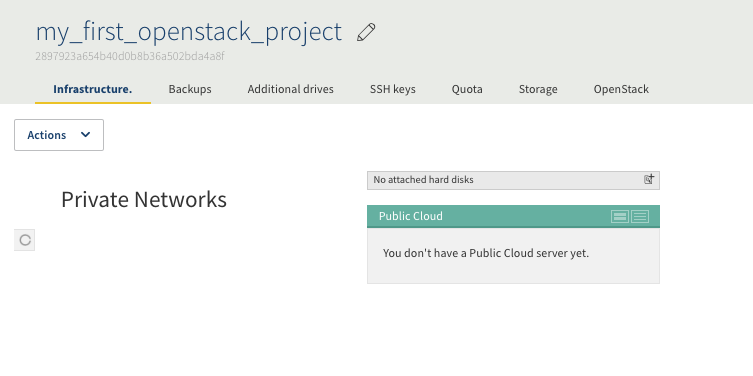 my_first_openstack_project
2897923a654b40d0b8b36a502bda4a8f
Infrastructure. Backups Additional drives SSH keys Quota Storage OpenStack
Actions
No attached hard disks
Private Networks
Public Cloud
You don't have a Public Cloud server yet.